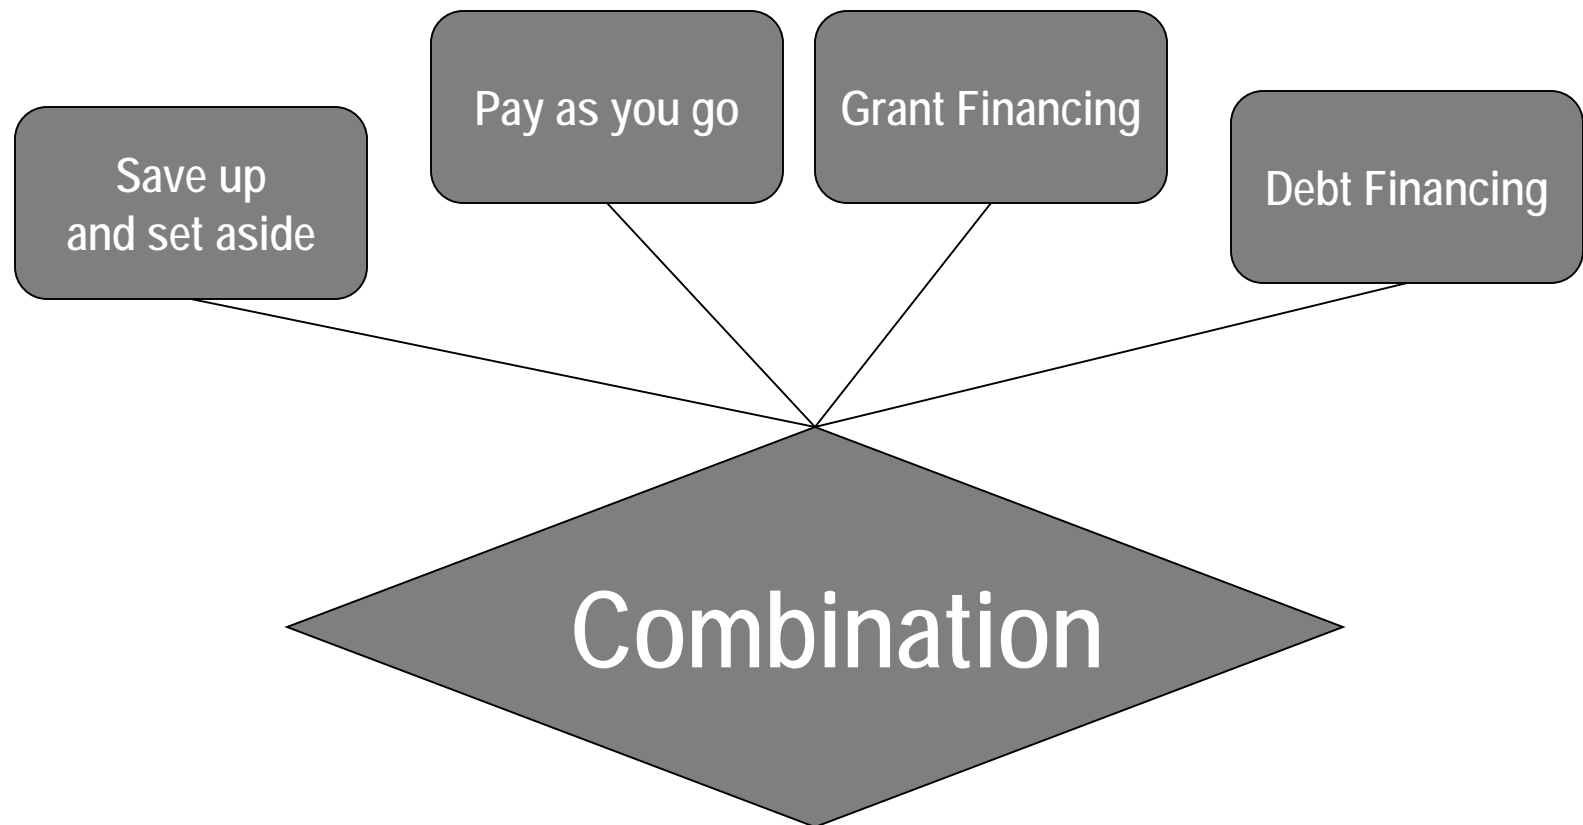 Save up
and set aside
Pay as you go
Grant Financing
Debt Financing
Combination